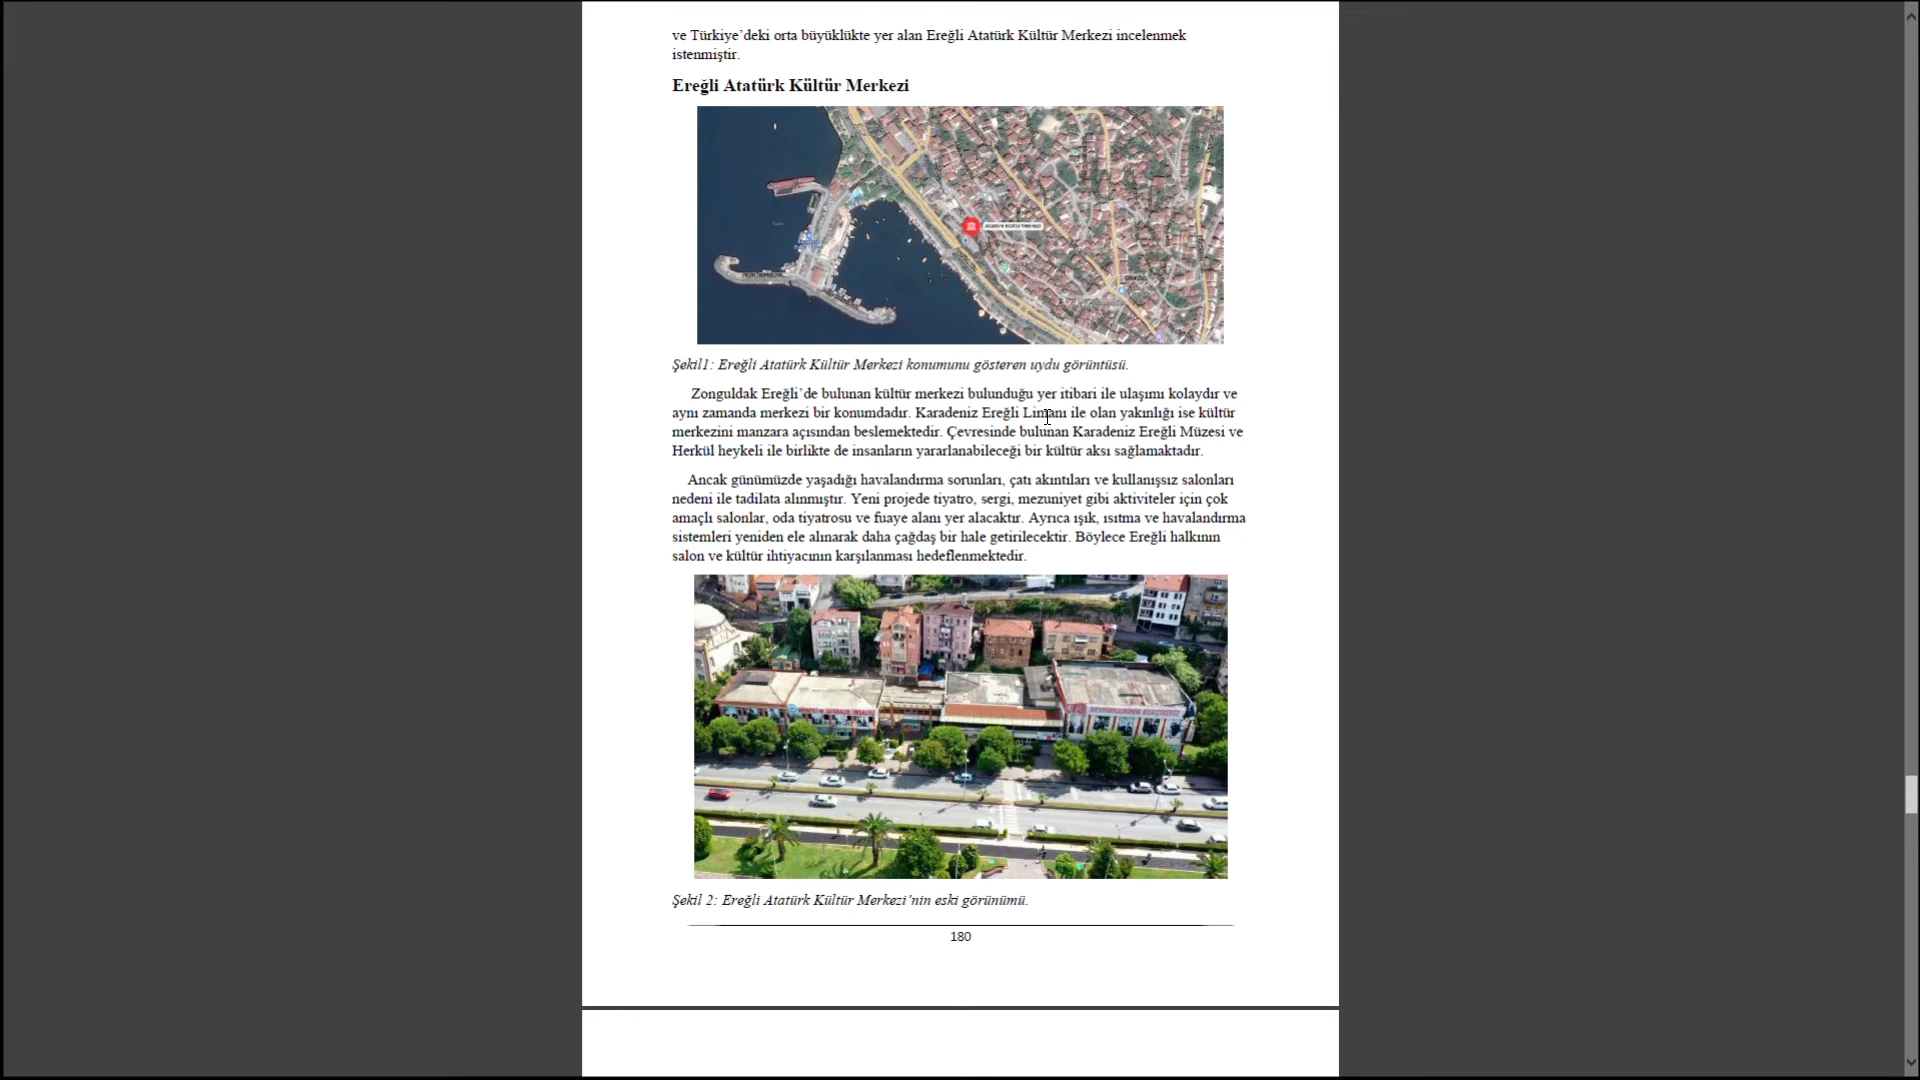 ve Türkiye’deki orta büyüklükte yer alan Ereğli Atatürk Kültür Merkezi incelenmek
istenmiştir.
Ereğli Atatürk Kültür Merkezi
Şekil1: Ereğli Atatürk Kültür Merkezi konumunu gösteren uydu görüntüsü.
Zonguldak Ereğli’de bulunan kültür merkezi bulunduğu yer itibari ile ulaşımı kolaydır ve
aynı zamanda merkezi bir konumdadır. Karadeniz Ereğli Limanı ile olan yakınlığı ise kültür
merkezini manzara açısından beslemektedir. Çevresinde bulunan Karadeniz Ereğli Müzesi ve
Herkül heykeli ile birlikte de insanların yararlanabileceği bir kültür aksı sağlamaktadır.
Ancak günümüzde yaşadığı havalandırma sorunları, çatı akıntıları ve kullanışsız salonları
nedeni ile tadilata alınmıştır. Yeni projede tiyatro, sergi, mezuniyet gibi aktiviteler için çok
amaçlı salonlar, oda tiyatrosu ve fuaye alanı yer alacaktır. Ayrıca ışık, ısıtma ve havalandırma
sistemleri yeniden ele alınarak daha çağdaş bir hale getirilecektir. Böylece Ereğli halkının
salon ve kültür ihtiyacının karşılanması hedeflenmektedir.
Şekil 2: Ereğli Atatürk Kültür Merkezi’nin eski görünümü.
180